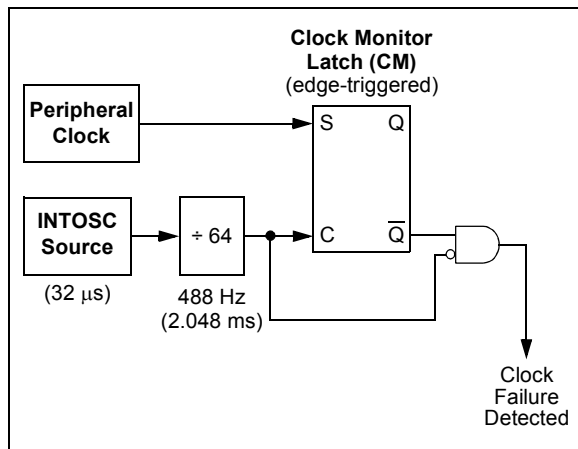 Clock Monitor
Latch (CM)
(edge-triggered)
Peripheral
Clock
S
Q
INTOSC
Source
÷ 64
C
Q̅
(32 μs)
488 Hz
(2.048 ms)
Clock
Failure
Detected